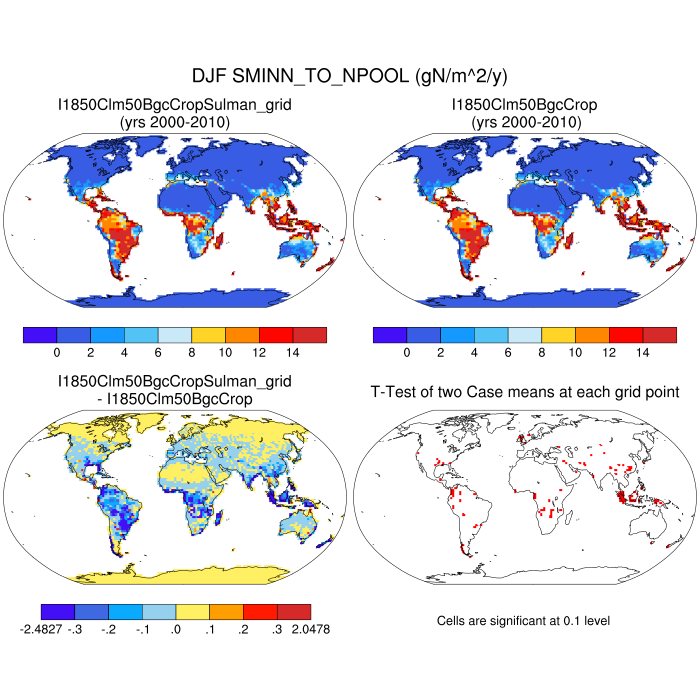 DJF SMINN_TO_NPOOL (gN/m^2/y)
I1850Clm50BgcCropSulman_grid
(yrs 2000-2010)
I1850Clm50BgcCrop
(yrs 2000-2010)
0 2 4 6 8 10 12 14
0 2 4 6 8 10 12 14
I1850Clm50BgcCropSulman_grid
- I1850Clm50BgcCrop
T-Test of two Case means at each grid point
-2.4827 -.3 -.2 -.1 .0 .1 .2 .3 2.0478
Cells are significant at 0.1 level